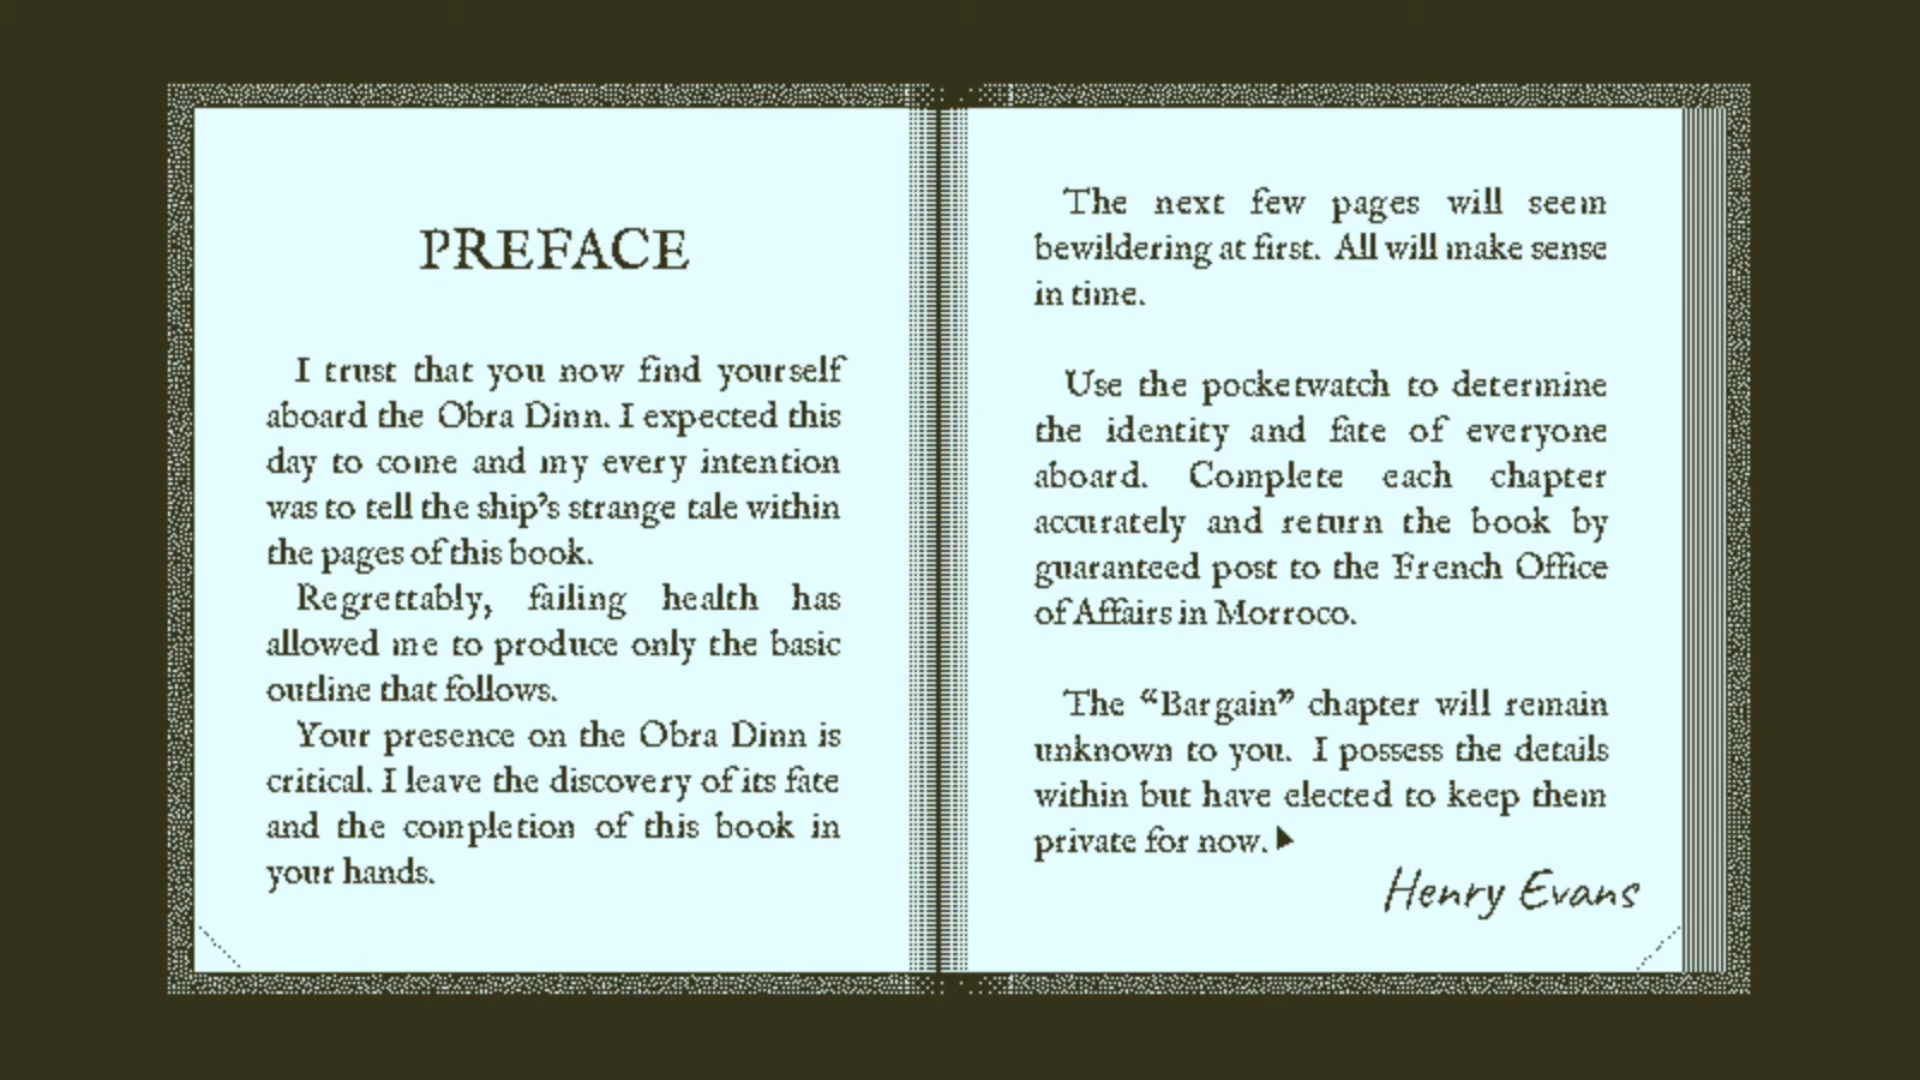 PREFACE
I trust that you now find yourself
aboard the Obra Dinn. I expected this
day to come and my every intention
was to tell the ship's strange tale within
the pages of this book.
Regrettably, failing health has
allowed me to produce only the basic
outline that follows.
Your presence on the Obra Dinn is
critical. I leave the discovery of its fate
and the completion of this book in
your hands.
The next few pages will seem
bewildering at first. All will make sense
in time.
Use the pocketwatch to determine
the identity and fate of everyone
aboard. Complete each chapter
accurately and return the book by
guaranteed post to the French Office
of Affairs in Morroco.
The “Bargain” chapter will remain
unknown to you. I possess the details
within but have elected to keep them
private for now.
Henry Evans